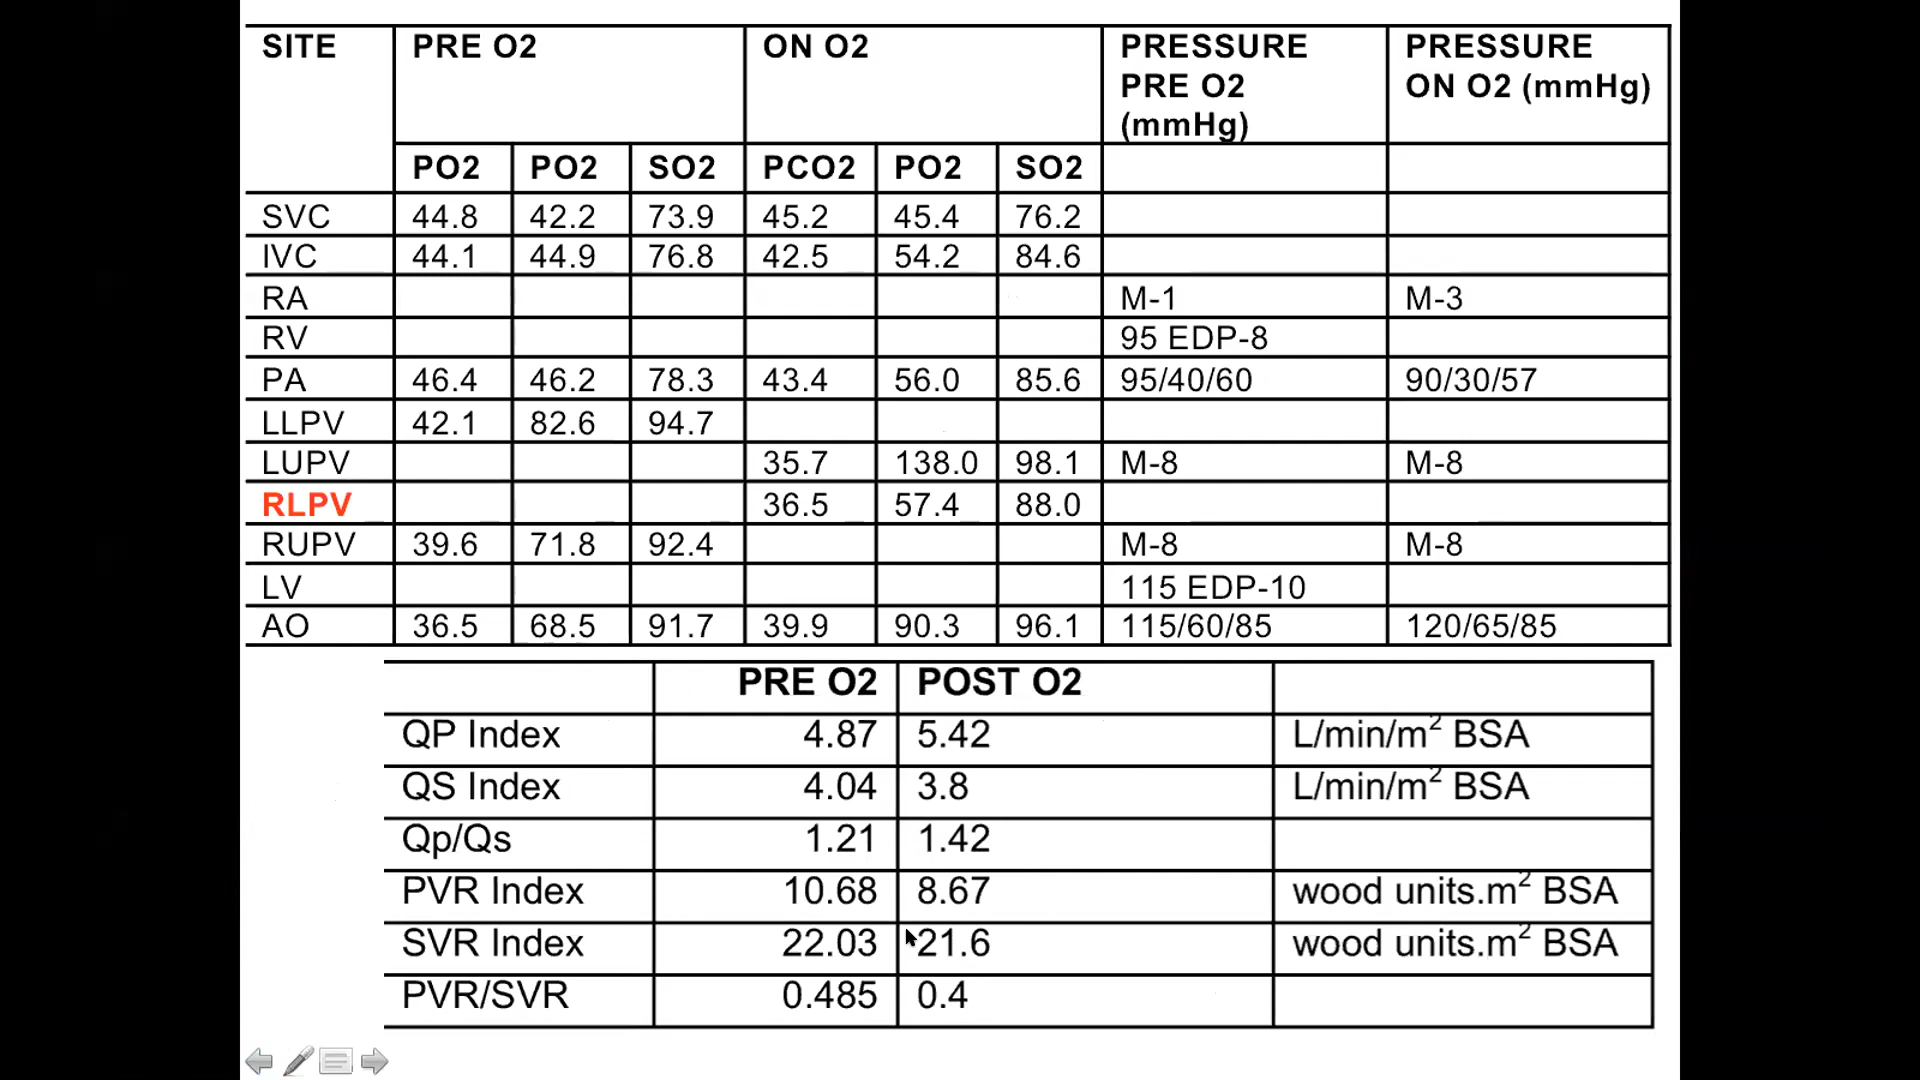 SITE PRE O2 ON O2 PRESSURE PRE O2 (mmHg) PRESSURE ON O2 (mmHg)
PO2 PO2 SO2 PCO2 PO2 SO2
SVC 44.8 42.2 73.9 45.2 45.4 76.2
IVC 44.1 44.9 76.8 42.5 54.2 84.6
RA M-1 M-3
RV 95 EDP-8
PA 46.4 46.2 78.3 43.4 56.0 85.6 95/40/60 90/30/57
LLPV 42.1 82.6 94.7
LUPV 35.7 138.0 98.1 M-8 M-8
RLPV 36.5 57.4 88.0
RUPV 39.6 71.8 92.4 M-8 M-8
LV 115 EDP-10
AO 36.5 68.5 91.7 39.9 90.3 96.1 115/60/85 120/65/85
PRE O2 POST O2
QP Index 4.87 5.42 L/min/m² BSA
QS Index 4.04 3.8 L/min/m² BSA
Qp/Qs 1.21 1.42
PVR Index 10.68 8.67 wood units.m² BSA
SVR Index 22.03 21.6 wood units.m² BSA
PVR/SVR 0.485 0.4